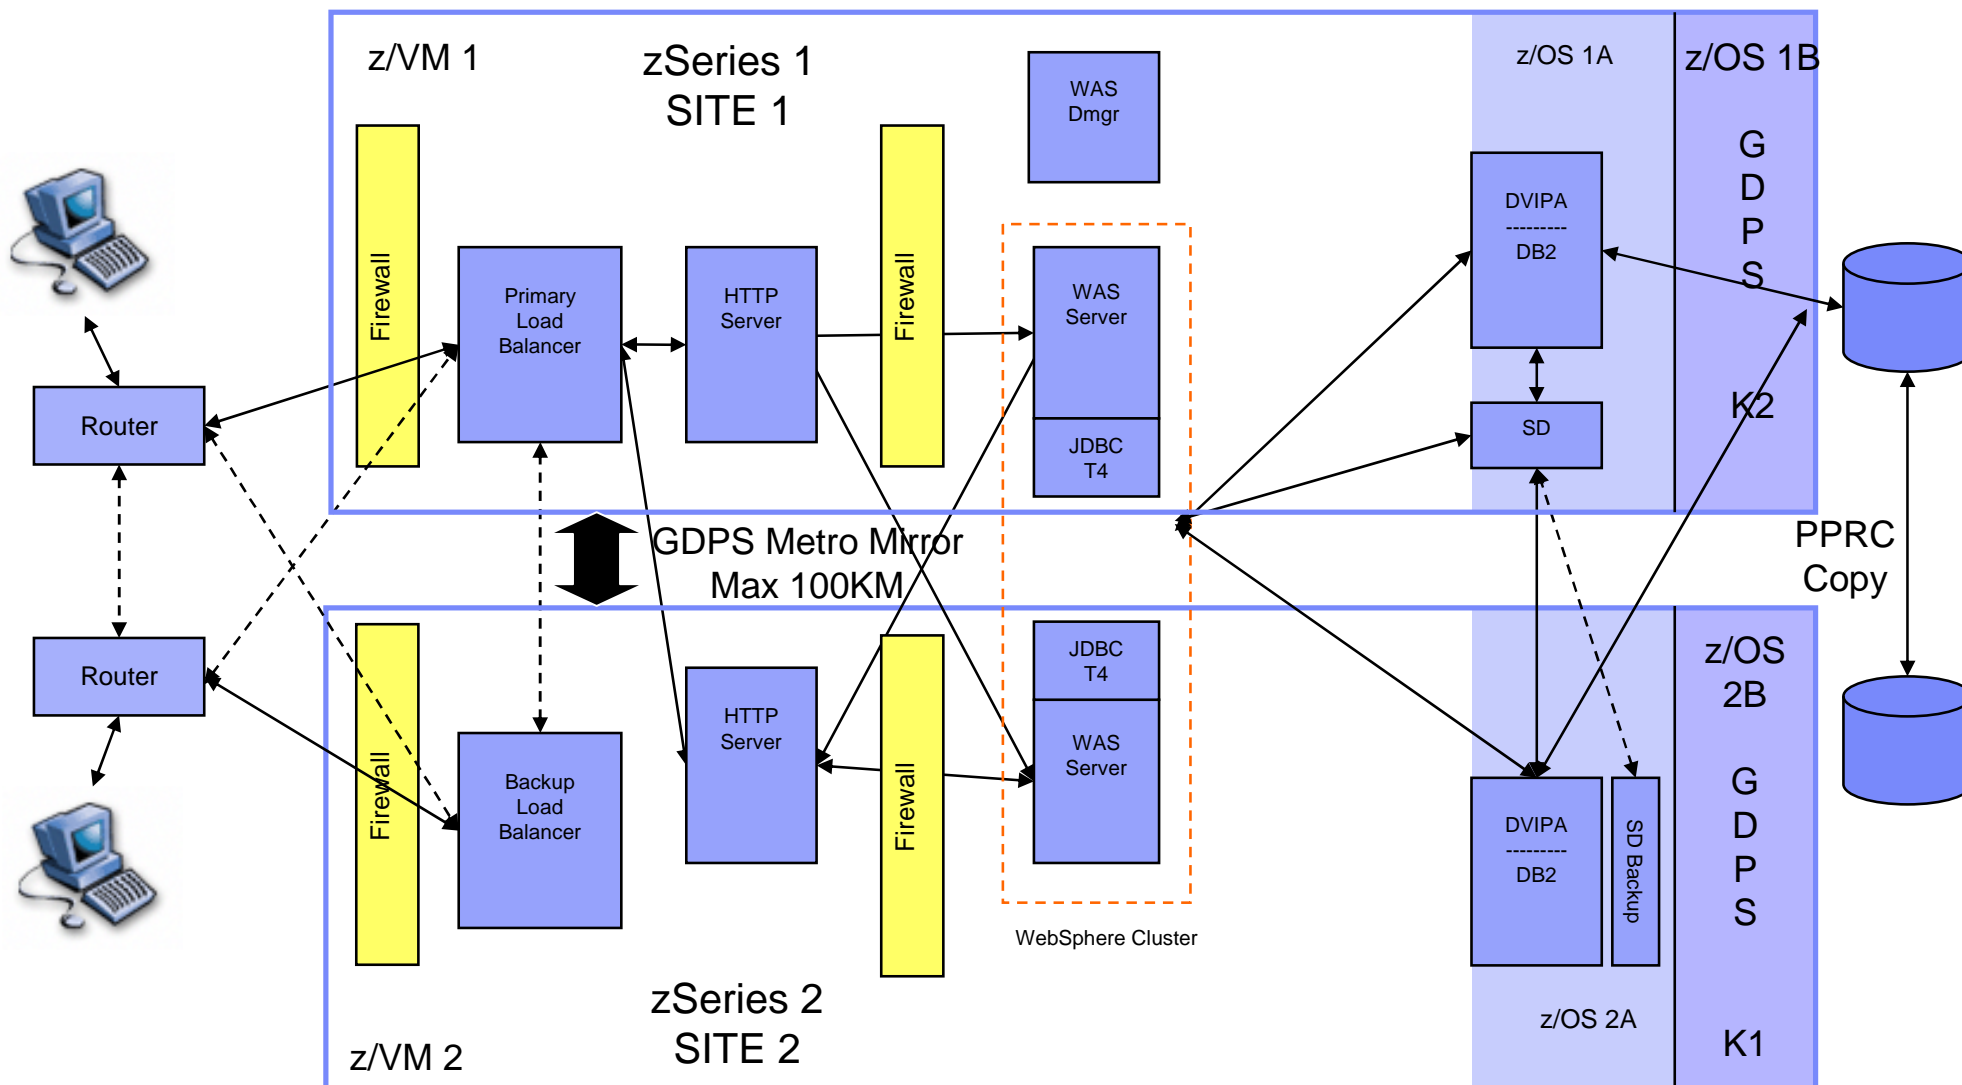 z/VM 1
zSeries 1
SITE 1
WAS
Dmgr
z/OS 1A
z/OS 1B
G
D
P
S
K2
Firewall
Primary
Load
Balancer
HTTP
Server
Firewall
WAS
Server
JDBC
T4
DVIPA
---------
DB2
SD
Router
GDPS Metro Mirror
Max 100KM
PPRC
Copy
Router
Firewall
Backup
Load
Balancer
HTTP
Server
Firewall
JDBC
T4
WAS
Server
WebSphere Cluster
DVIPA
---------
DB2
SD Backup
z/OS
2B
G
D
P
S
K1
z/OS 2A
zSeries 2
SITE 2
z/VM 2